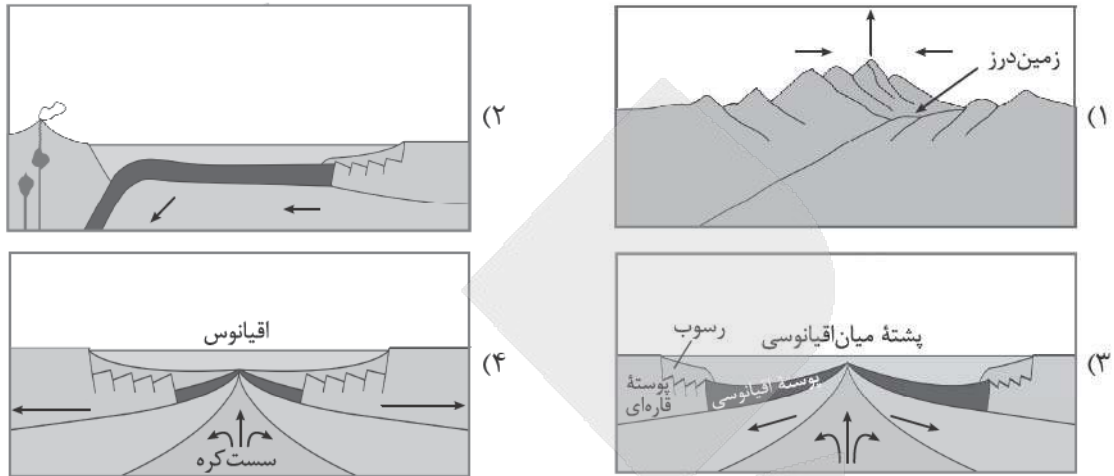 زمین‌درز
۱)
۲)
پشتهٔ میان‌اقیانوسی
رسوب
پوستهٔ اقیانوسی
پوستهٔ
قاره‌ای
۳)
اقیانوس
سست‌کره
۴)